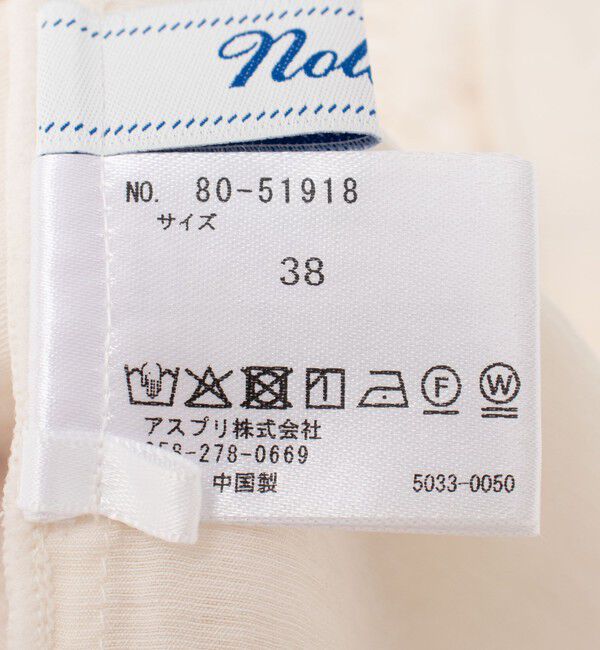 NO. 80-51918
サイズ
38
F W
アスプリ株式会社
058-278-0669
中国製 5033-0050